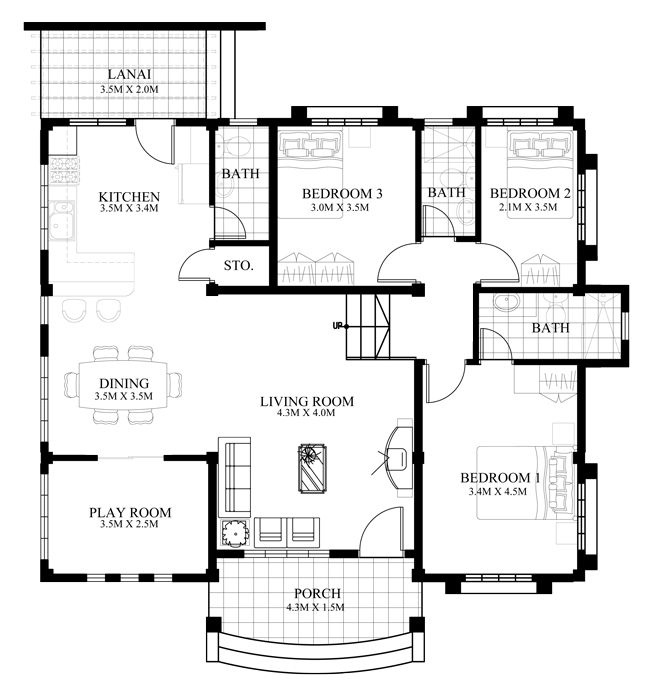 LANAI
3.5M X 2.0M
KITCHEN
3.5M X 3.4M
BATH
BEDROOM 3
3.0M X 3.5M
BATH
BEDROOM 2
2.1M X 3.5M
STO.
UP
BATH
DINING
3.5M X 3.5M
LIVING ROOM
4.3M X 4.0M
BEDROOM 1
3.4M X 4.5M
PLAY ROOM
3.5M X 2.5M
PORCH
4.3M X 1.5M